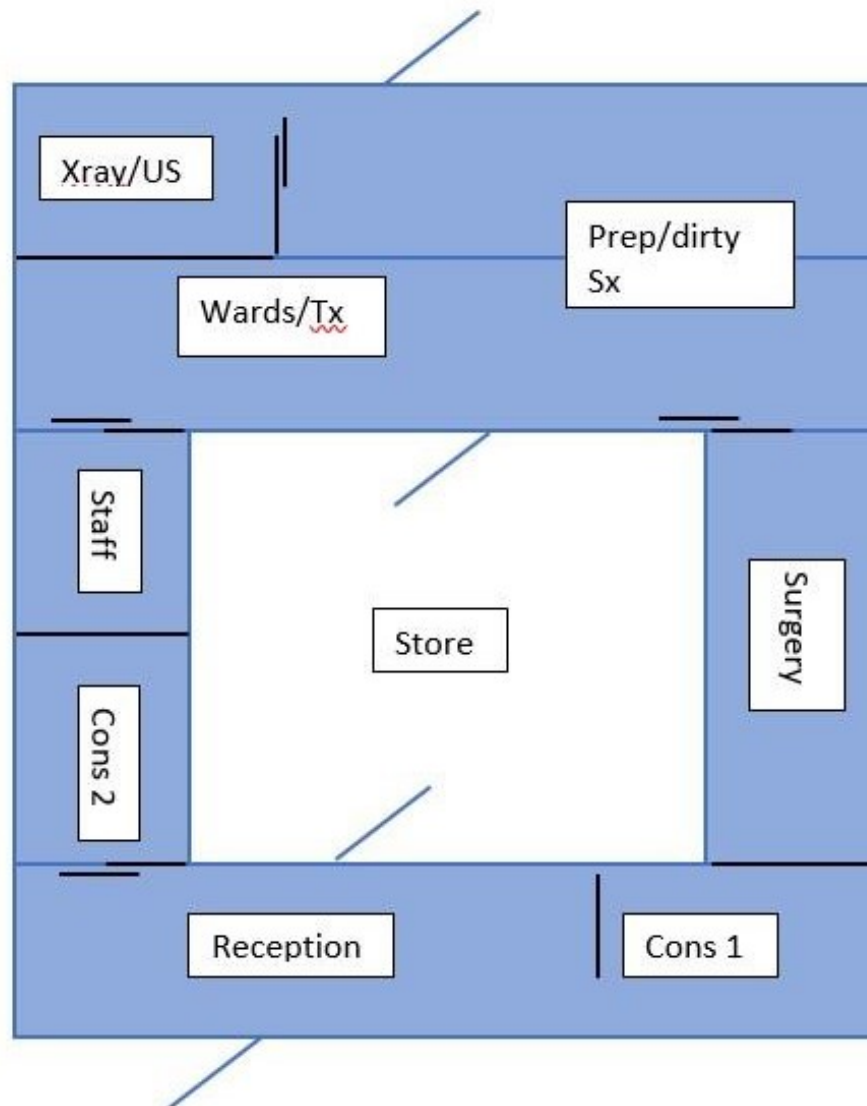 Xray/US
Prep/dirty
Sx
Wards/Tx
Staff
Surgery
Store
Cons 2
Reception
Cons 1